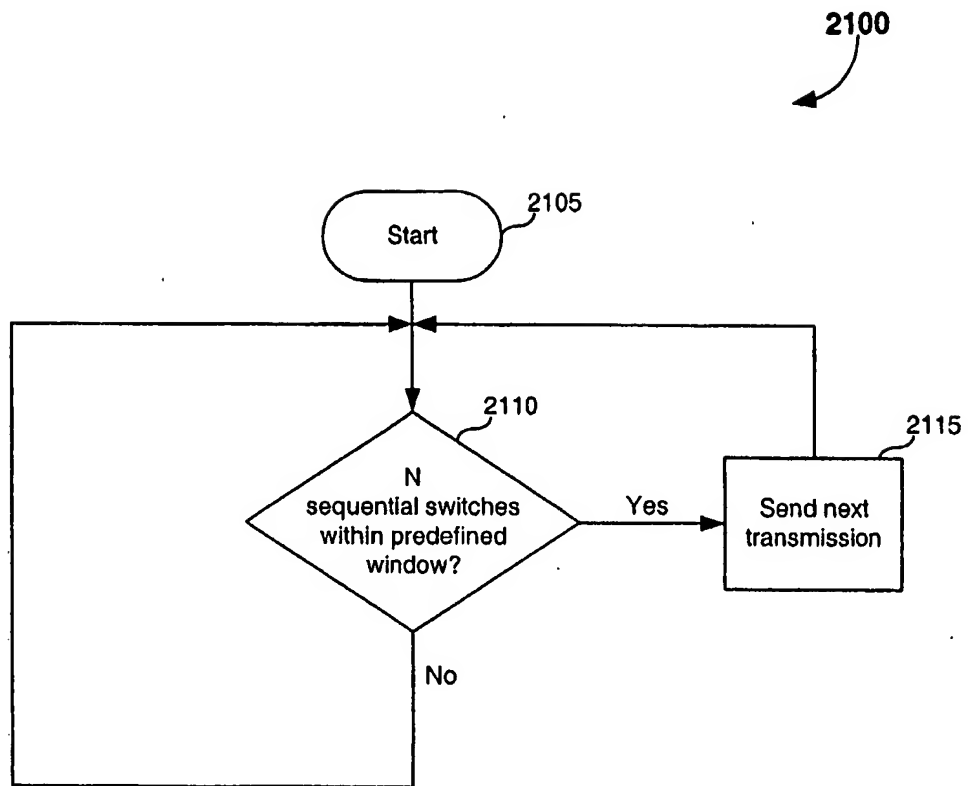 2100
Start
2105
2110
N
sequential switches
within predefined
window?
Yes
2115
Send next
transmission
No